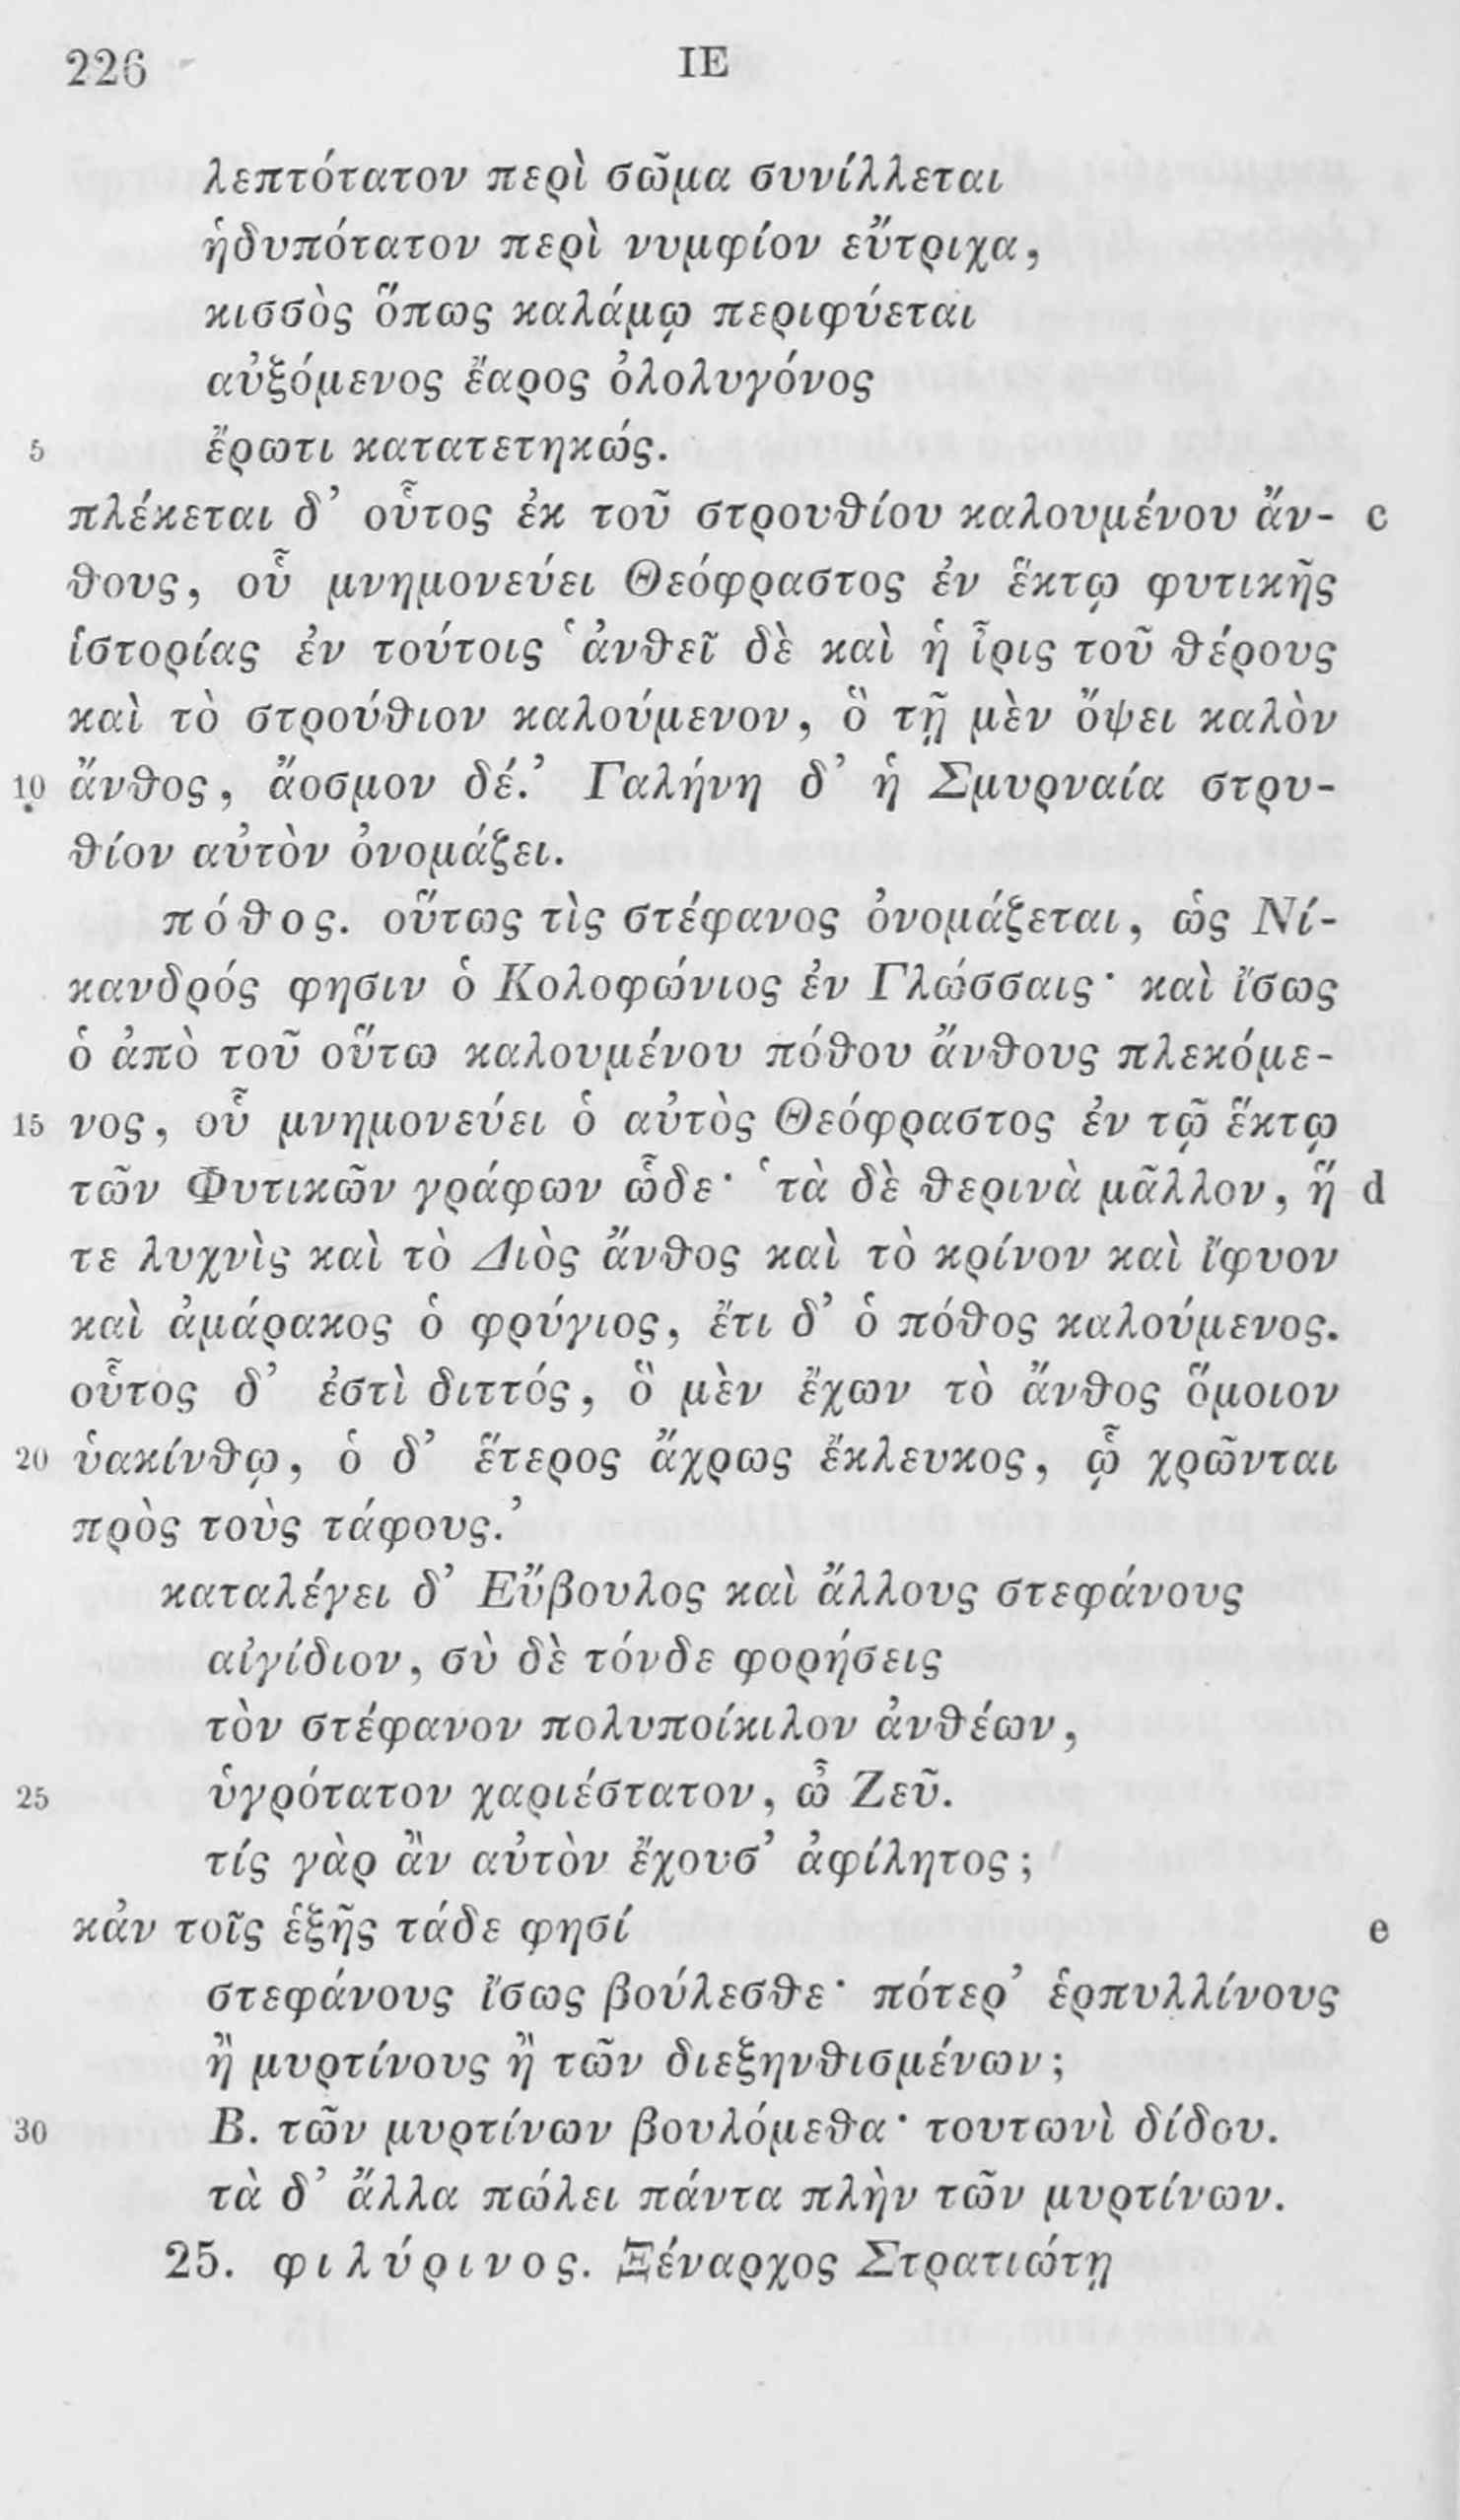 226 ΙΕ
λεπτότατον περὶ σῶμα συνίλλεται
ἡδυπότατον περὶ νυμφίον εὔτριχα,
κισσὸς ὅπως καλάμῳ περιφύεται
αὐξόμενος ἔαρος ὀλολυγόνος
5 ἔρωτι κατατετηκώς.
πλέκεται δ’ οὗτος ἐκ τοῦ στρουθίου καλουμένου ἄν- c
θους, οὗ μνημονεύει Θεόφραστος ἐν ἕκτῳ φυτικῆς
ἱστορίας ἐν τούτοις ‘ἀνθεῖ δὲ καὶ ἡ ἶρις τοῦ θέρους
καὶ τὸ στρούθιον καλούμενον, ὃ τῇ μὲν ὄψει καλὸν
10 ἄνθος, ἄοσμον δέ.’ Γαλήνη δ’ ἡ Σμυρναία στρυ-
θίον αὐτὸν ὀνομάζει.
πόθος. οὕτως τὶς στέφανος ὀνομάζεται, ὡς Νί-
κανδρός φησιν ὁ Κολοφώνιος ἐν Γλώσσαις· καὶ ἴσως
ὁ ἀπὸ τοῦ οὕτω καλουμένου πόθου ἄνθους πλεκόμε-
15 νος, οὗ μνημονεύει ὁ αὐτὸς Θεόφραστος ἐν τῷ ἕκτῳ
τῶν Φυτικῶν γράφων ὧδε· ‘τὰ δὲ θερινὰ μᾶλλον, ἥ d
τε λυχνὶς καὶ τὸ Διὸς ἄνθος καὶ τὸ κρίνον καὶ ἴφυον
καὶ ἀμάρακος ὁ φρύγιος, ἔτι δ’ ὁ πόθος καλούμενος.
οὗτος δ’ ἐστὶ διττός, ὃ μὲν ἔχων τὸ ἄνθος ὅμοιον
20 ὑακίνθῳ, ὁ δ’ ἕτερος ἄχρως ἔκλευκος, ᾧ χρῶνται
πρὸς τοὺς τάφους.’
καταλέγει δ’ Εὔβουλος καὶ ἄλλους στεφάνους
αἰγίδιον, σὺ δὲ τόνδε φορήσεις
τὸν στέφανον πολυποίκιλον ἀνθέων,
25 ὑγρότατον χαριέστατον, ὦ Ζεῦ.
τίς γὰρ ἂν αὐτὸν ἔχουσ’ ἀφίλητος;
κἀν τοῖς ἑξῆς τάδε φησί e
στεφάνους ἴσως βούλεσθε· πότερ’ ἑρπυλλίνους
ἢ μυρτίνους ἢ τῶν διεξηνθισμένων;
30 Β. τῶν μυρτίνων βουλόμεθα· τουτωνὶ δίδου.
τὰ δ’ ἄλλα πώλει πάντα πλὴν τῶν μυρτίνων.
25. φιλύρινος. Ξέναρχος Στρατιώτῃ